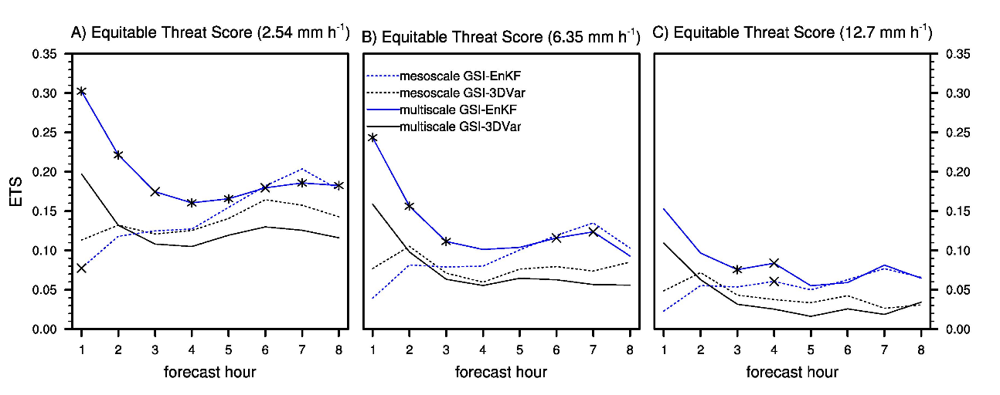 A) Equitable Threat Score (2.54 mm h⁻¹)
B) Equitable Threat Score (6.35 mm h⁻¹)
C) Equitable Threat Score (12.7 mm h⁻¹)
ETS
0.35
0.30
0.25
0.20
0.15
0.10
0.05
0.00
mesoscale GSI-EnKF
mesoscale GSI-3DVar
multiscale GSI-EnKF
multiscale GSI-3DVar
0.35
0.30
0.25
0.20
0.15
0.10
0.05
0.00
1 2 3 4 5 6 7 8
1 2 3 4 5 6 7 8
1 2 3 4 5 6 7 8
forecast hour
forecast hour
forecast hour